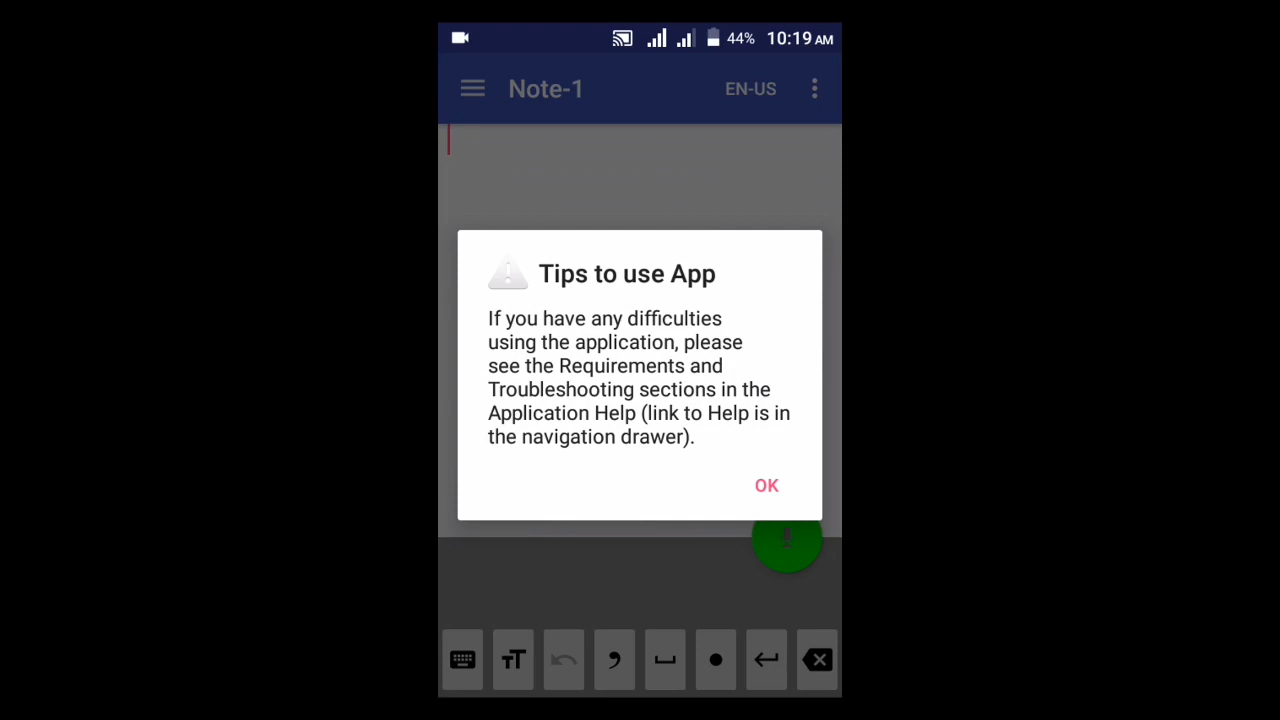 44% 10:19 AM
Note-1 EN-US
Tips to use App
If you have any difficulties
using the application, please
see the Requirements and
Troubleshooting sections in the
Application Help (link to Help is in
the navigation drawer).
OK